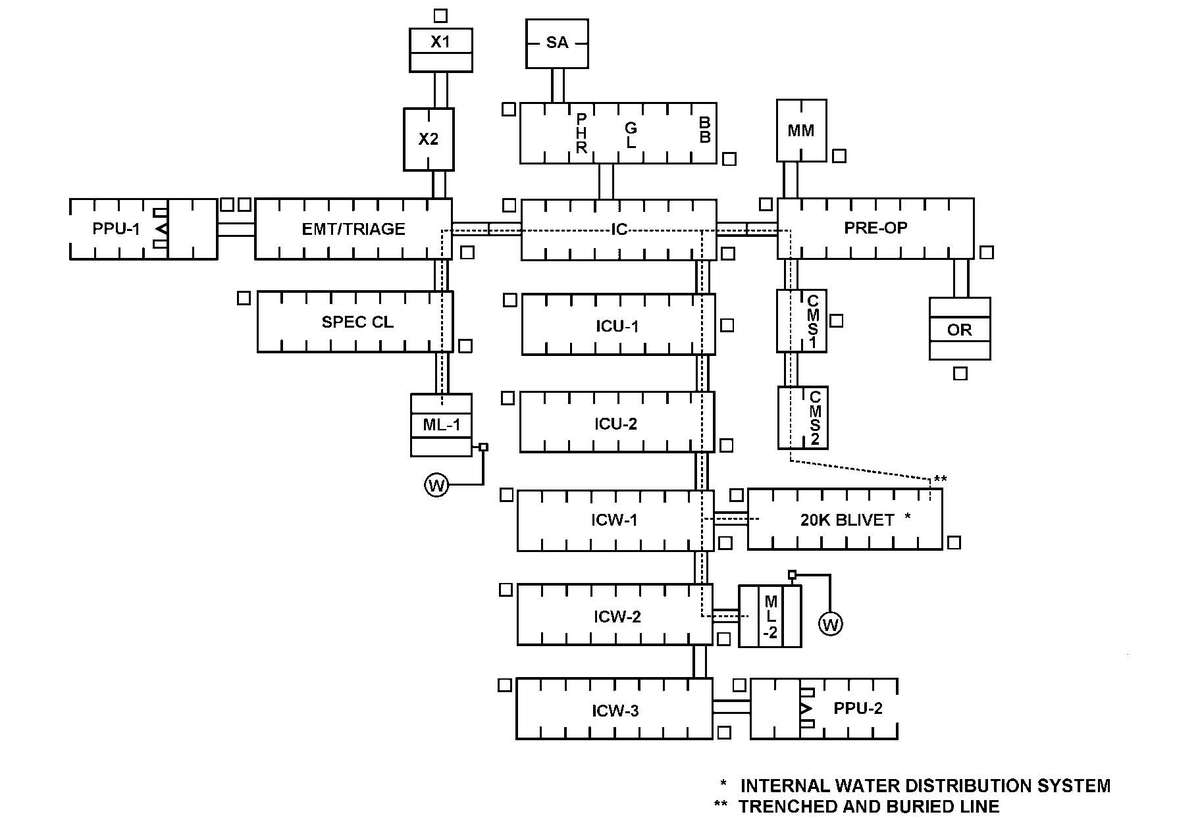 X1
SA
X2
PHR
GL
BB
MM
PPU-1
EMT/TRIAGE
IC
PRE-OP
SPEC CL
ICU-1
CMS1
OR
ML-1
ICU-2
CMS2
W
**
ICW-1
20K BLIVET *
ICW-2
ML-2
W
ICW-3
PPU-2
* INTERNAL WATER DISTRIBUTION SYSTEM
** TRENCHED AND BURIED LINE